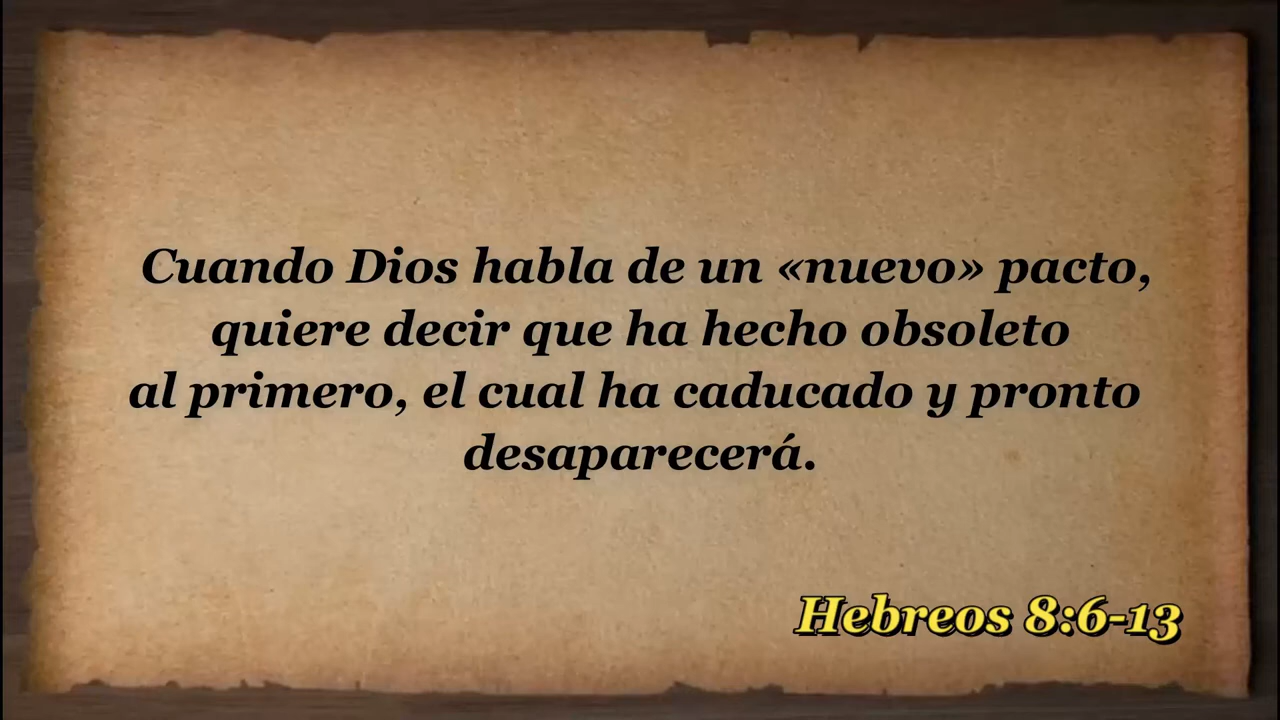 Cuando Dios habla de un «nuevo» pacto,
quiere decir que ha hecho obsoleto
al primero, el cual ha caducado y pronto
desaparecerá.
Hebreos 8:6-13